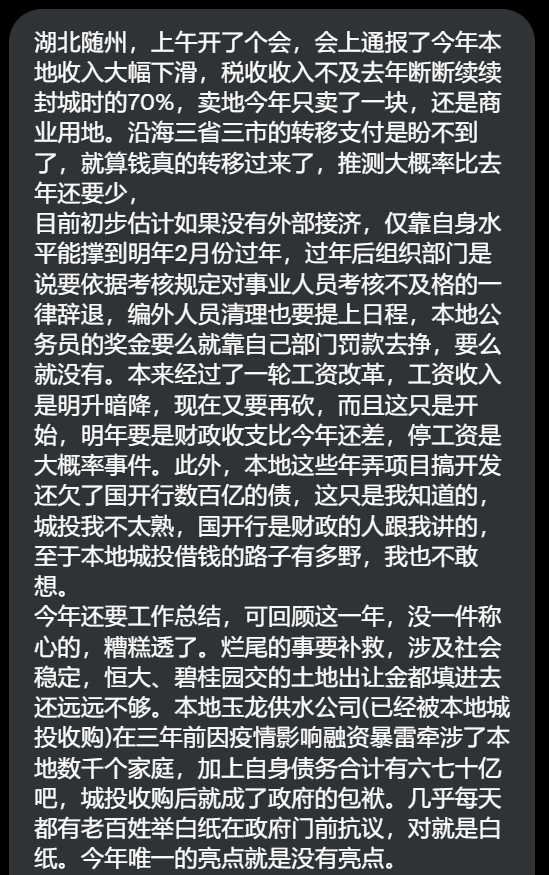 湖北随州，上午开了个会，会上通报了今年本
地收入大幅下滑，税收收入不及去年断断续续
封城时的70%，卖地今年只卖了一块，还是商
业用地。沿海三省三市的转移支付是盼不到
了，就算钱真的转移过来了，推测大概率比去
年还要少，
目前初步估计如果没有外部接济，仅靠自身水
平能撑到明年2月份过年，过年后组织部门是
说要依据考核规定对事业人员考核不及格的一
律辞退，编外人员清理也要提上日程，本地公
务员的奖金要么就靠自己部门罚款去挣，要么
就没有。本来经过了一轮工资改革，工资收入
是明升暗降，现在又要再砍，而且这只是开
始，明年要是财政收支比今年还差，停工资是
大概率事件。此外，本地这些年弄项目搞开发
还欠了国开行数百亿的债，这只是我知道的，
城投我不太熟，国开行是财政的人跟我讲的，
至于本地城投借钱的路子有多野，我也不敢
想。
今年还要工作总结，可回顾这一年，没一件称
心的，糟糕透了。烂尾的事要补救，涉及社会
稳定，恒大、碧桂园交的土地出让金都填进去
还远远不够。本地玉龙供水公司(已经被本地城
投收购)在三年前因疫情影响融资暴雷牵涉了本
地数千个家庭，加上自身债务合计有六七十亿
吧，城投收购后就成了政府的包袱。几乎每天
都有老百姓举白纸在政府门前抗议，对就是白
纸。今年唯一的亮点就是没有亮点。